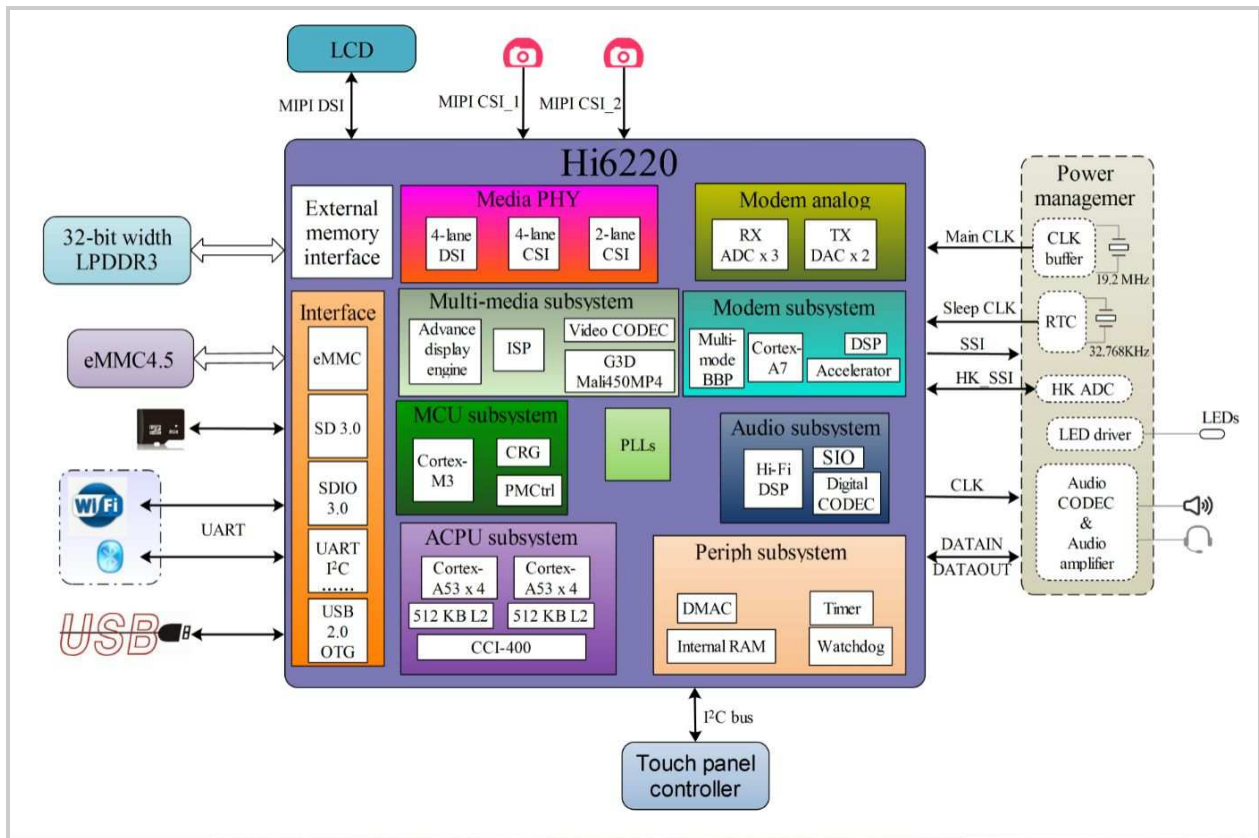 LCD
MIPI DSI
MIPI CSI_1
MIPI CSI_2
Hi6220
External
memory
interface
Media PHY
4-lane
DSI
4-lane
CSI
2-lane
CSI
Modem analog
RX
ADC x 3
TX
DAC x 2
32-bit width
LPDDR3
eMMC4.5
WiFi
UART
USB
Interface
eMMC
SD 3.0
SDIO
3.0
UART
I²C
......
USB
2.0
OTG
Multi-media subsystem
Advance
display
engine
ISP
Video CODEC
G3D
Mali450MP4
Modem subsystem
Multi-
mode
BBP
Cortex-
A7
DSP
Accelerator
MCU subsystem
Cortex-
M3
CRG
PMCtrl
PLLs
Audio subsystem
Hi-Fi
DSP
SIO
Digital
CODEC
ACPU subsystem
Cortex-
A53 x 4
Cortex-
A53 x 4
512 KB L2
512 KB L2
CCI-400
Periph subsystem
DMAC
Timer
Internal RAM
Watchdog
Main CLK
Sleep CLK
SSI
HK_SSI
CLK
DATAIN
DATAOUT
Power
managemer
CLK
buffer
19.2 MHz
RTC
32.768KHz
HK ADC
LED driver
LEDs
Audio
CODEC
&
Audio
amplifier
I²C bus
Touch panel
controller